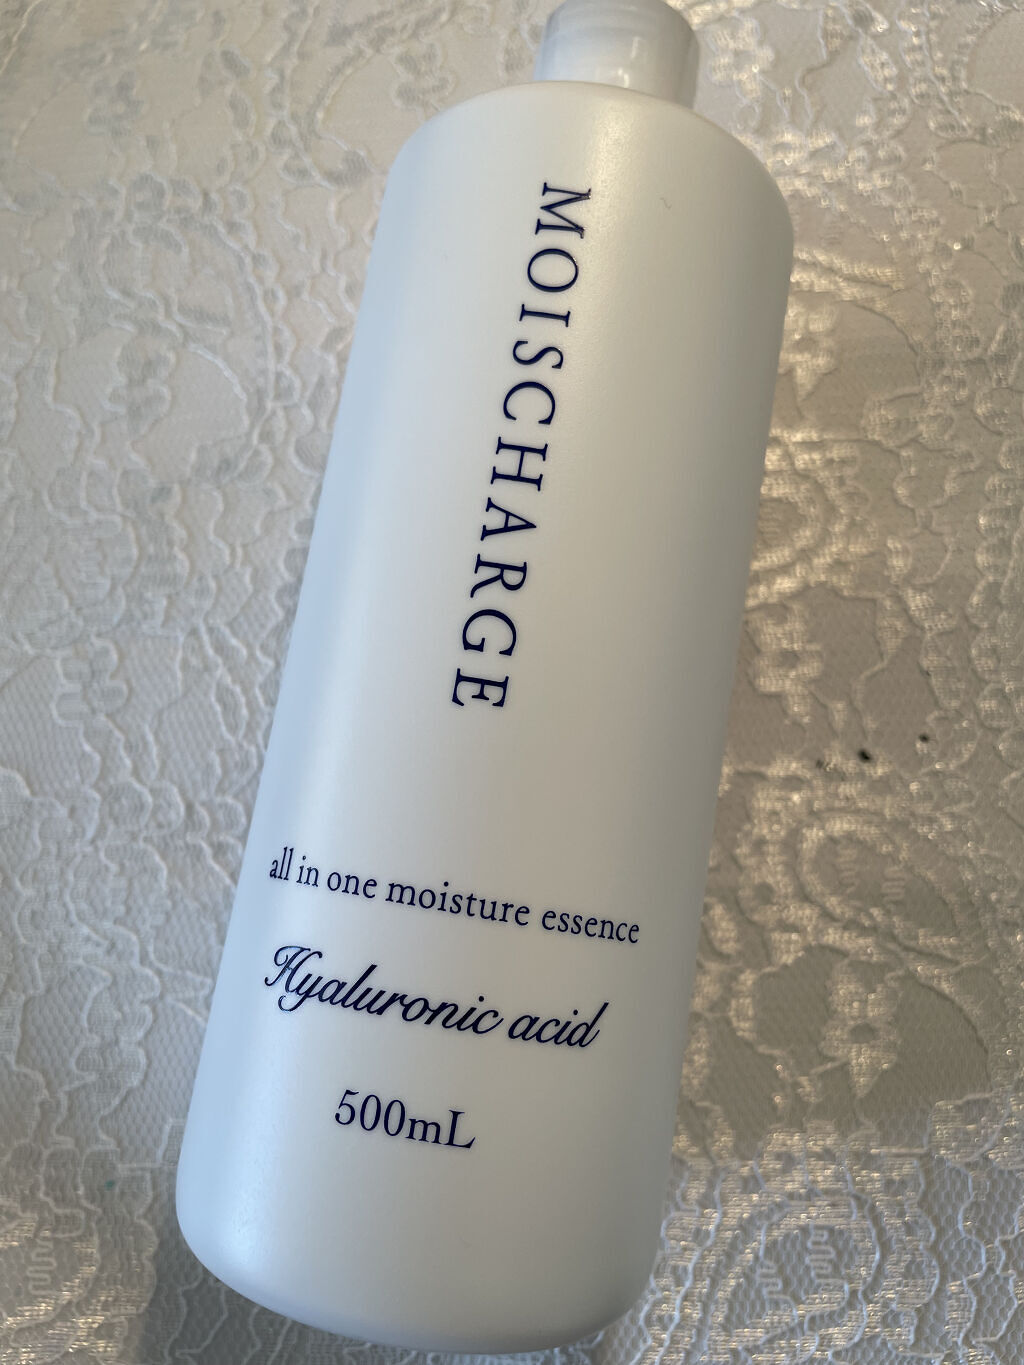 MOISCHARGE
all in one moisture essence
Hyaluronic acid
500mL